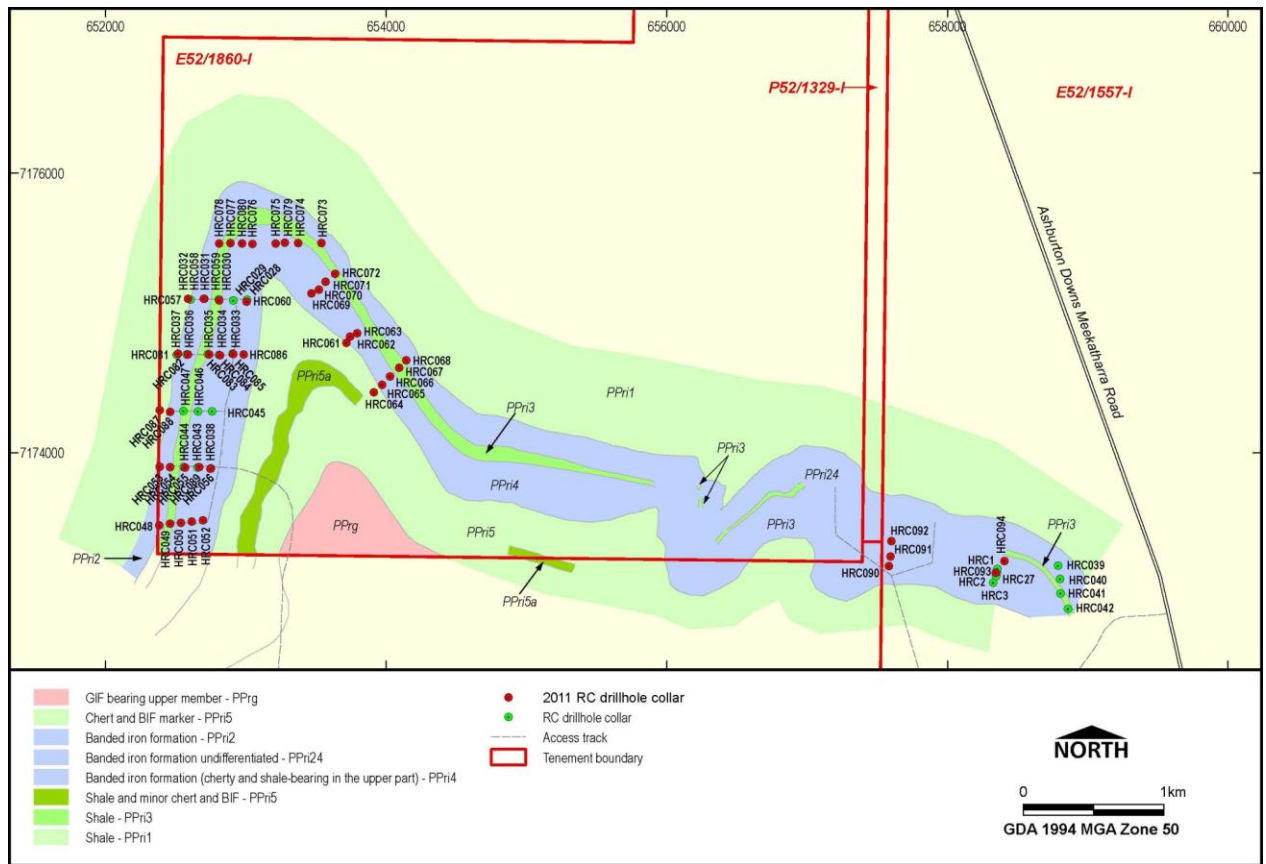 652000
654000
656000
658000
660000
E52/1860-I
P52/1329-I
E52/1557-I
7176000
7174000
Ashburton Downs Meekatharra Road
HRC078
HRC077
HRC080
HRC076
HRC075
HRC079
HRC074
HRC073
HRC032
HRC058
HRC031
HRC059
HRC030
HRC029
HRC028
HRC057
HRC060
HRC072
HRC071
HRC070
HRC069
HRC037
HRC036
HRC035
HRC034
HRC033
HRC081
HRC082
HRC083
HRC084
HRC085
HRC086
HRC063
HRC062
HRC061
HRC068
HRC067
HRC066
HRC065
HRC064
HRC047
HRC046
HRC045
HRC087
HRC088
HRC044
HRC043
HRC038
HRC053
HRC054
HRC055
HRC089
HRC056
HRC048
HRC049
HRC050
HRC051
HRC052
PPri5a
PPri1
PPri3
PPri3
PPri24
PPri4
PPri3
PPrg
PPri5
PPri5a
PPri2
HRC092
HRC091
HRC090
HRC094
HRC1
HRC093
HRC2
HRC27
HRC3
PPri3
HRC039
HRC040
HRC041
HRC042
GIF bearing upper member - PPrg
Chert and BIF marker - PPri5
Banded iron formation - PPri2
Banded iron formation undifferentiated - PPri24
Banded iron formation (cherty and shale-bearing in the upper part) - PPri4
Shale and minor chert and BIF - PPri5
Shale - PPri3
Shale - PPri1
2011 RC drillhole collar
RC drillhole collar
Access track
Tenement boundary
NORTH
0 1km
GDA 1994 MGA Zone 50